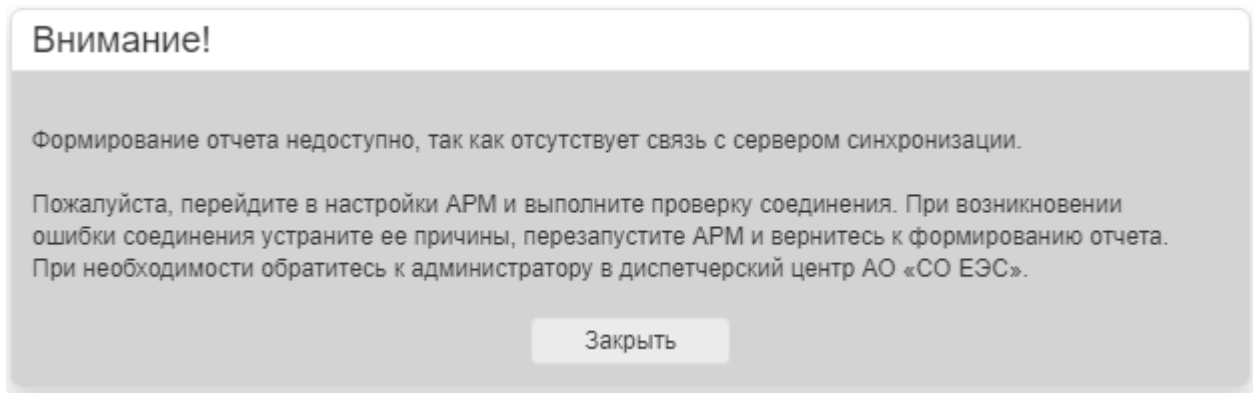 Внимание!
Формирование отчета недоступно, так как отсутствует связь с сервером синхронизации.
Пожалуйста, перейдите в настройки АРМ и выполните проверку соединения. При возникновении
ошибки соединения устраните ее причины, перезапустите АРМ и вернитесь к формированию отчета.
При необходимости обратитесь к администратору в диспетчерский центр АО «СО ЕЭС».
Закрыть